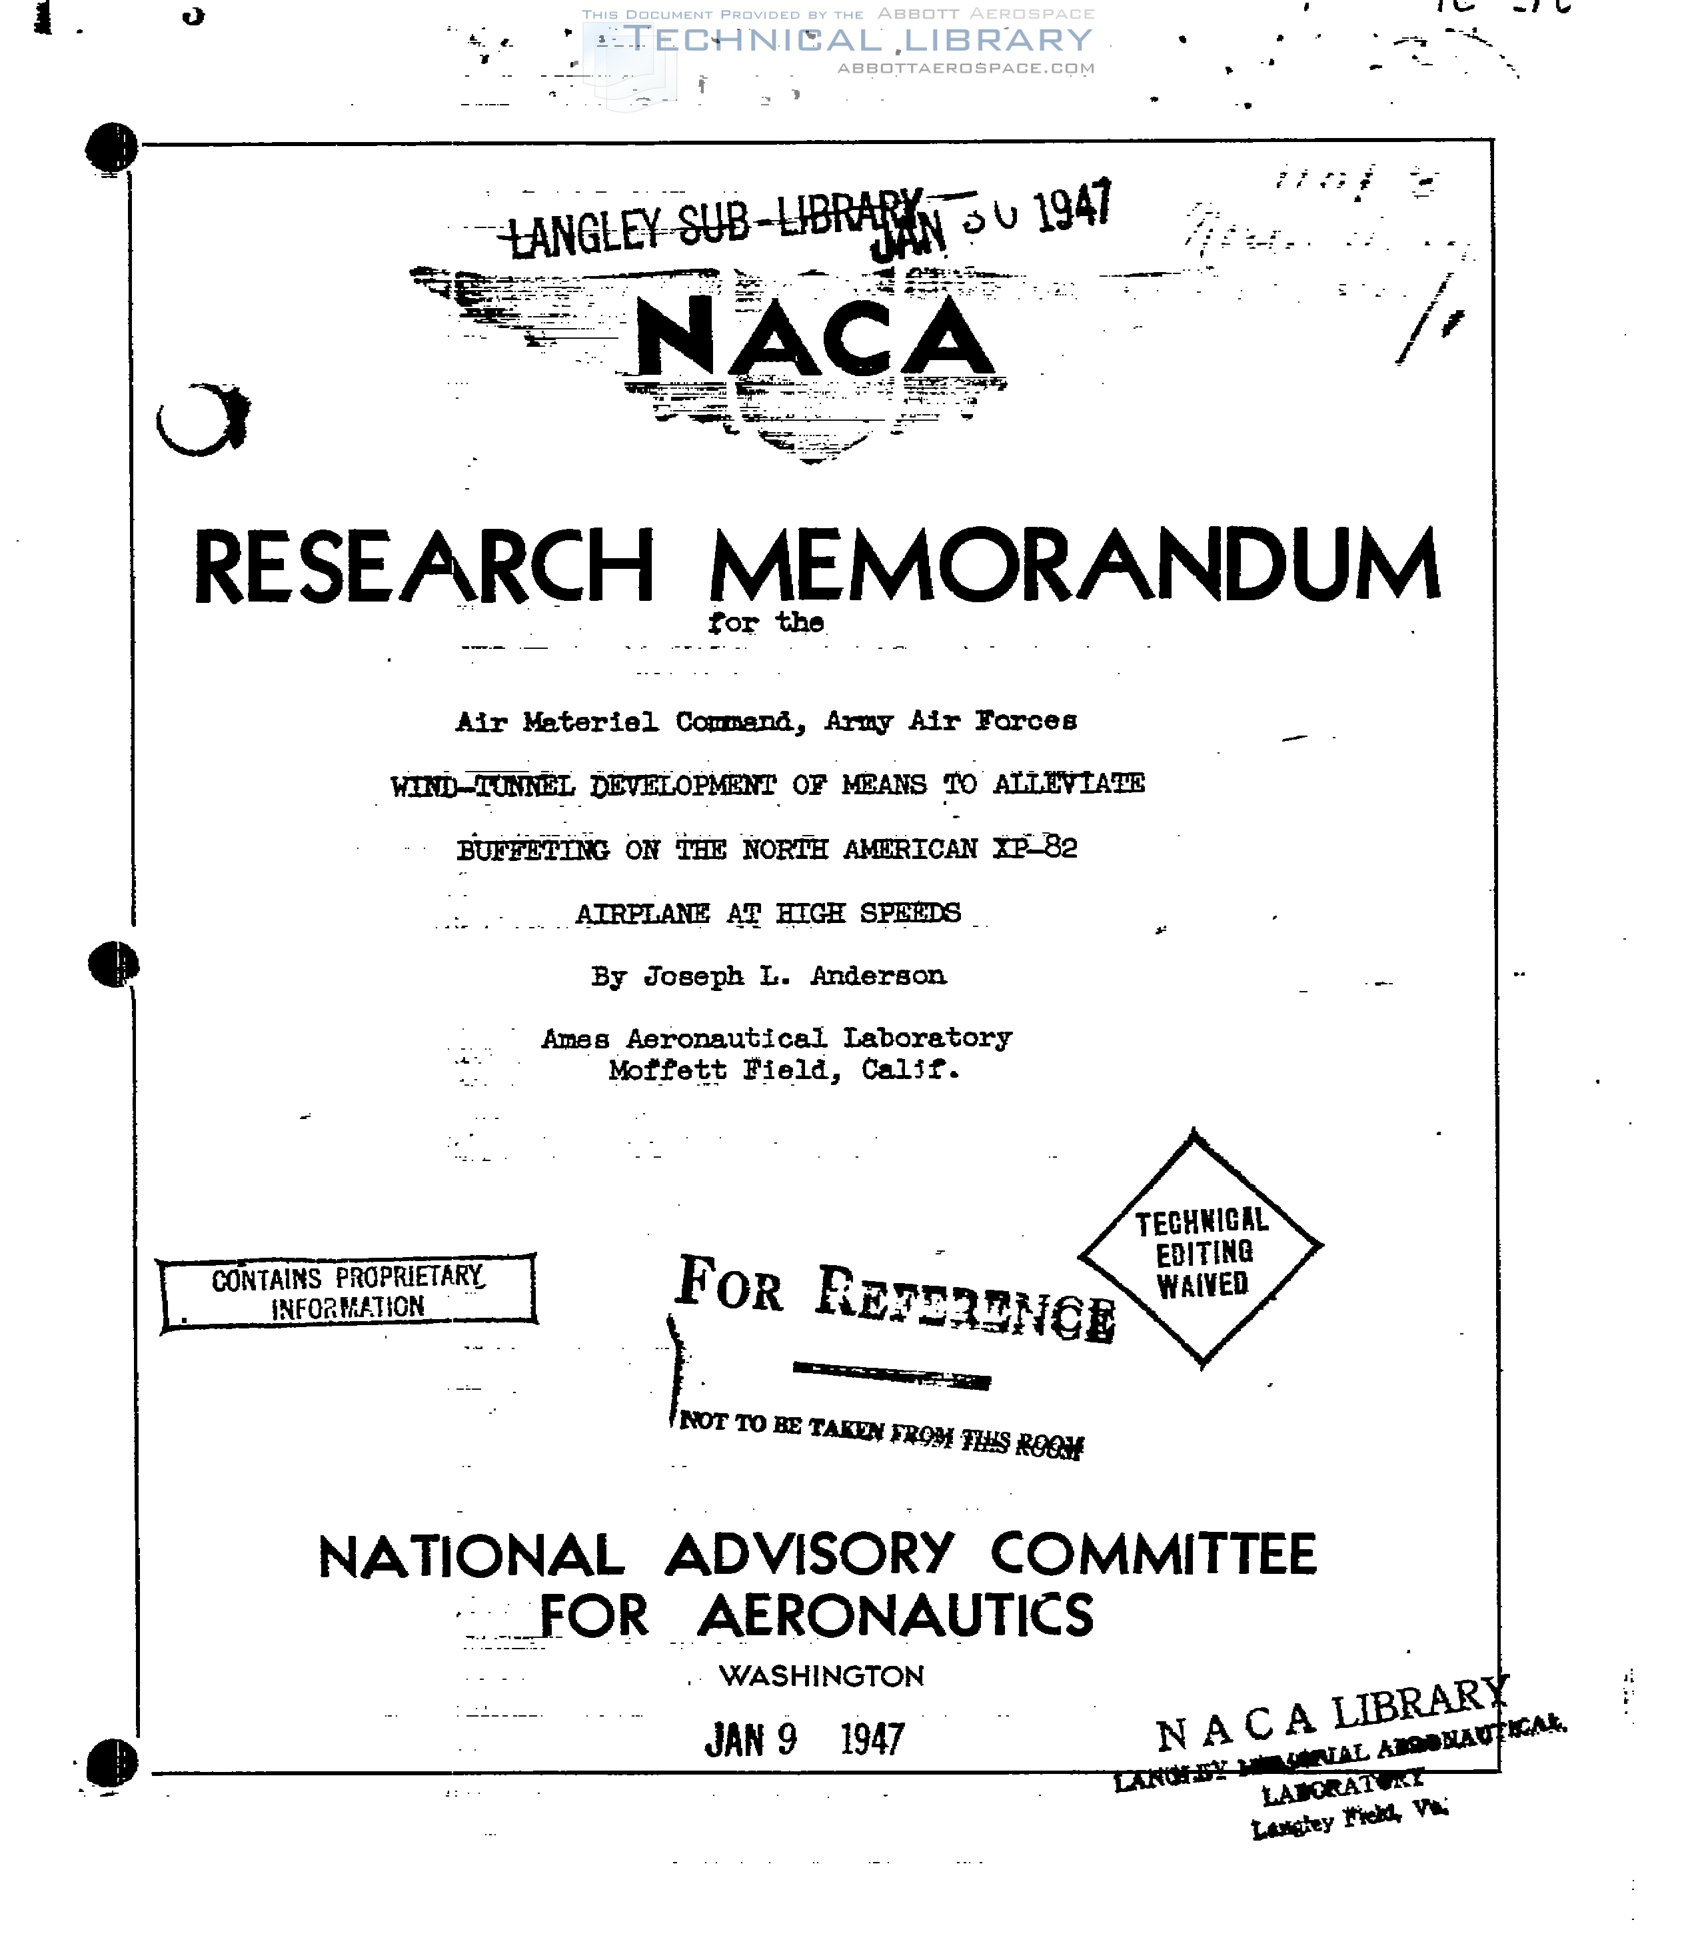 THIS DOCUMENT PROVIDED BY THE ABBOTT AEROSPACE
TECHNICAL LIBRARY
ABBOTTAEROSPACE.COM
LANGLEY SUB-LIBRARY
JAN 30 1947
NACA
RESEARCH MEMORANDUM
for the
Air Materiel Command, Army Air Forces
WIND-TUNNEL DEVELOPMENT OF MEANS TO ALLEVIATE
BUFFETING ON THE NORTH AMERICAN XP-82
AIRPLANE AT HIGH SPEEDS
By Joseph L. Anderson
Ames Aeronautical Laboratory
Moffett Field, Calif.
TECHNICAL
EDITING
WAIVED
CONTAINS PROPRIETARY
INFORMATION
FOR REFERENCE
NOT TO BE TAKEN FROM THIS ROOM
NATIONAL ADVISORY COMMITTEE
FOR AERONAUTICS
WASHINGTON
JAN 9 1947
NACA LIBRARY
LANGLEY MEMORIAL AERONAUTICAL
LABORATORY
Langley Field, Va.